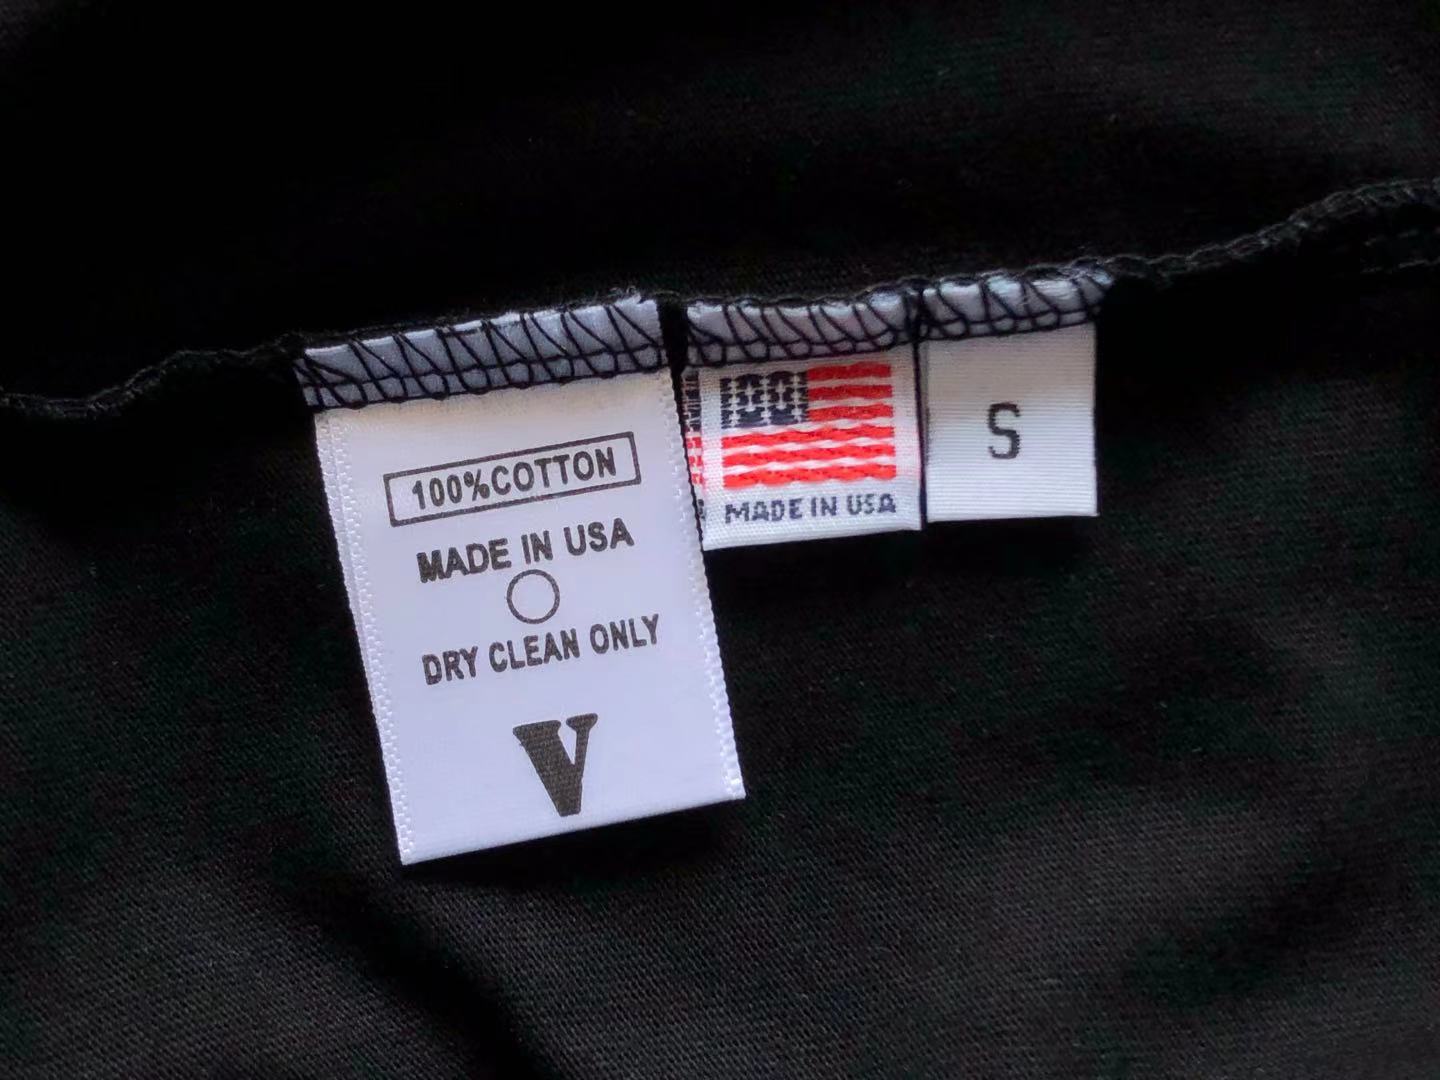 100%COTTON
MADE IN USA
DRY CLEAN ONLY
V
MADE IN USA
S